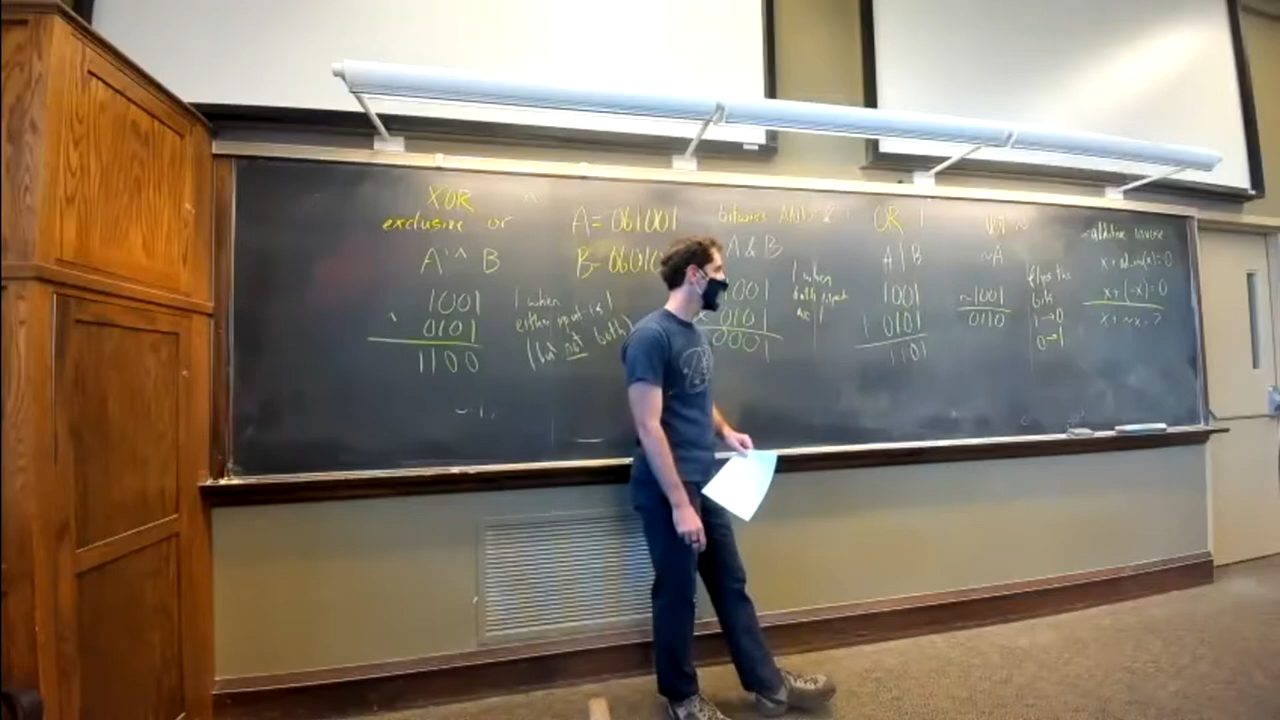 XOR ^
exclusive or
A ^ B
1001
0101
1100
1 when
either input is 1
(but not both)
A = 0b1001
B = 0b010
bitwise AND &
A & B
1001
0101
0001
1 when
both input
are 1
OR |
A | B
1001
| 0101
1101
NOT ~
~A
~1001
0110
flips the
bits
1→0
0→1
additive inverse
x + (-x) = 0
x + ~x = ?